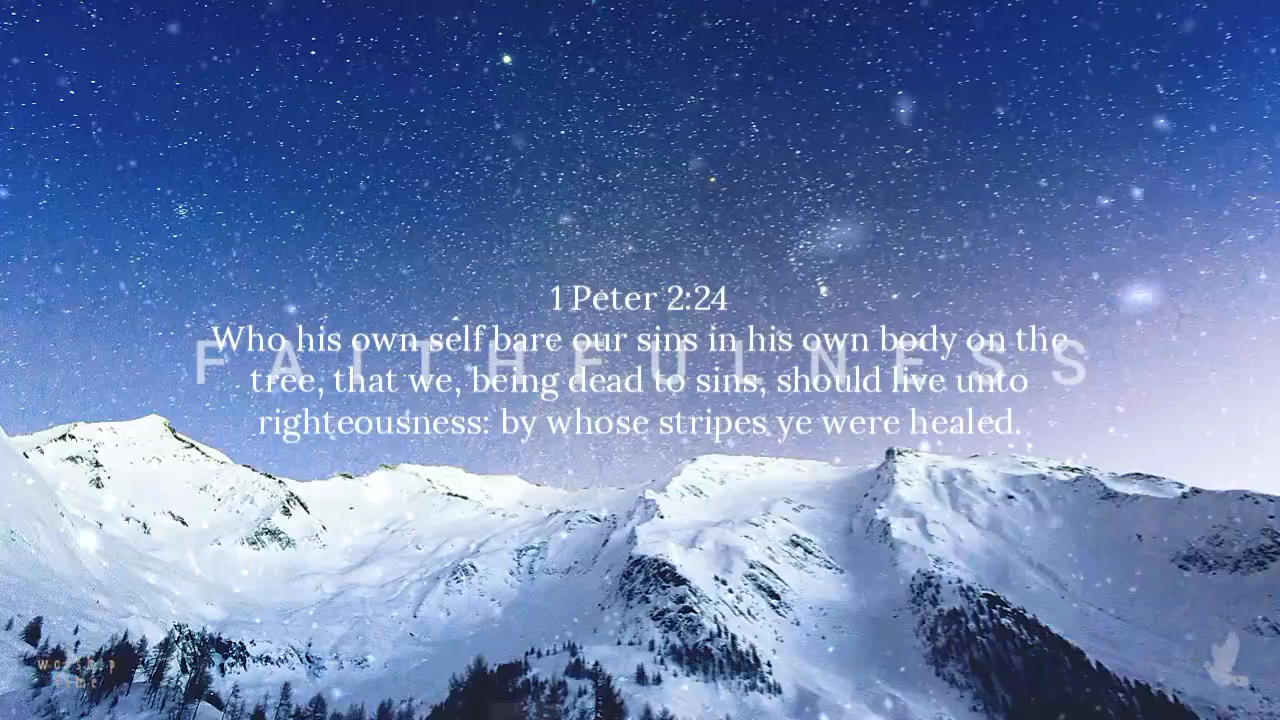 1 Peter 2:24
Who his own self bare our sins in his own body on the
FAITHFULNESS
tree, that we, being dead to sins, should live unto
righteousness: by whose stripes ye were healed.
worship